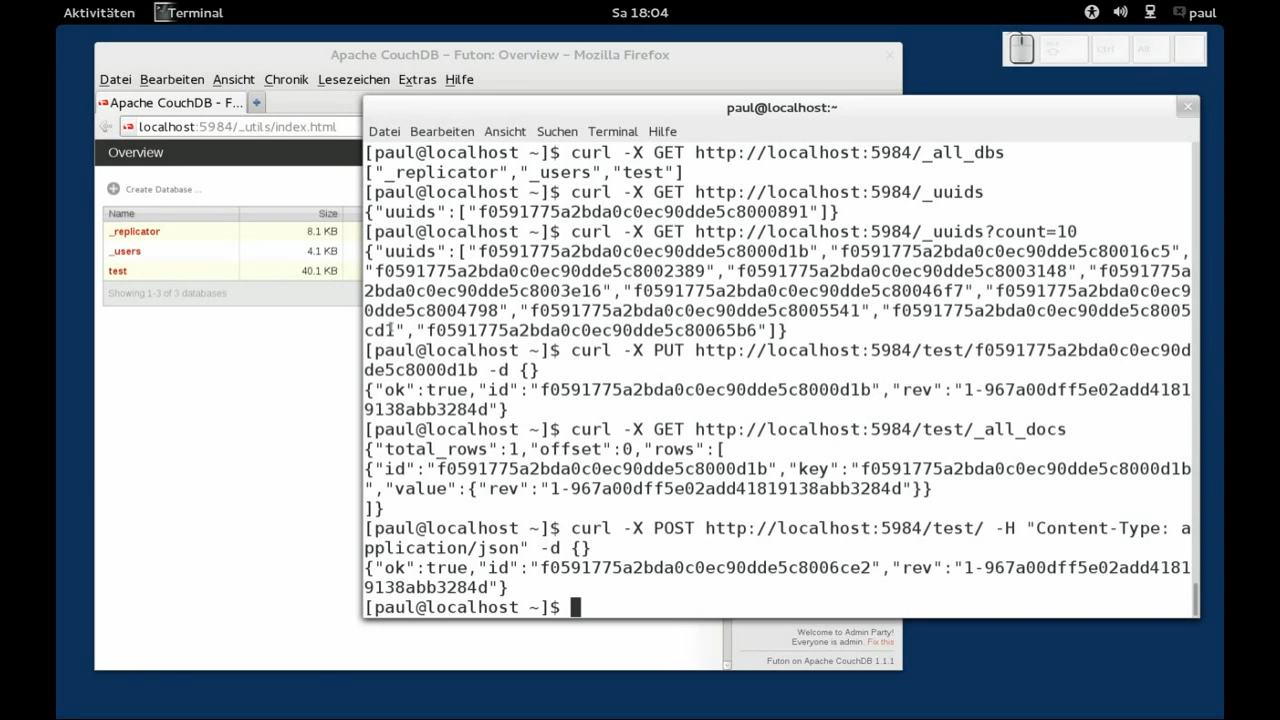 Aktivitäten Terminal Sa 18:04 paul
Apache CouchDB - Futon: Overview - Mozilla Firefox
Datei Bearbeiten Ansicht Chronik Lesezeichen Extras Hilfe
Apache CouchDB - F...
localhost:5984/_utils/index.html
Overview
Create Database ...
Name Size
_replicator 8.1 KB
_users 4.1 KB
test 40.1 KB
Showing 1-3 of 3 databases
Welcome to Admin Party!
Everyone is admin. Fix this
Futon on Apache CouchDB 1.1.1
Ctrl Alt
paul@localhost:~
Datei Bearbeiten Ansicht Suchen Terminal Hilfe
[paul@localhost ~]$ curl -X GET http://localhost:5984/_all_dbs
["_replicator","_users","test"]
[paul@localhost ~]$ curl -X GET http://localhost:5984/_uuids
{"uuids":["f0591775a2bda0c0ec90dde5c8000891"]}
[paul@localhost ~]$ curl -X GET http://localhost:5984/_uuids?count=10
{"uuids":["f0591775a2bda0c0ec90dde5c8000d1b","f0591775a2bda0c0ec90dde5c80016c5",
"f0591775a2bda0c0ec90dde5c8002389","f0591775a2bda0c0ec90dde5c8003148","f0591775a
2bda0c0ec90dde5c8003e16","f0591775a2bda0c0ec90dde5c80046f7","f0591775a2bda0c0ec9
0dde5c8004798","f0591775a2bda0c0ec90dde5c8005541","f0591775a2bda0c0ec90dde5c8005
cd1","f0591775a2bda0c0ec90dde5c80065b6"]}
[paul@localhost ~]$ curl -X PUT http://localhost:5984/test/f0591775a2bda0c0ec90d
de5c8000d1b -d {}
{"ok":true,"id":"f0591775a2bda0c0ec90dde5c8000d1b","rev":"1-967a00dff5e02add4181
9138abb3284d"}
[paul@localhost ~]$ curl -X GET http://localhost:5984/test/_all_docs
{"total_rows":1,"offset":0,"rows":[
{"id":"f0591775a2bda0c0ec90dde5c8000d1b","key":"f0591775a2bda0c0ec90dde5c8000d1b
","value":{"rev":"1-967a00dff5e02add41819138abb3284d"}}
]}
[paul@localhost ~]$ curl -X POST http://localhost:5984/test/ -H "Content-Type: a
pplication/json" -d {}
{"ok":true,"id":"f0591775a2bda0c0ec90dde5c8006ce2","rev":"1-967a00dff5e02add4181
9138abb3284d"}
[paul@localhost ~]$